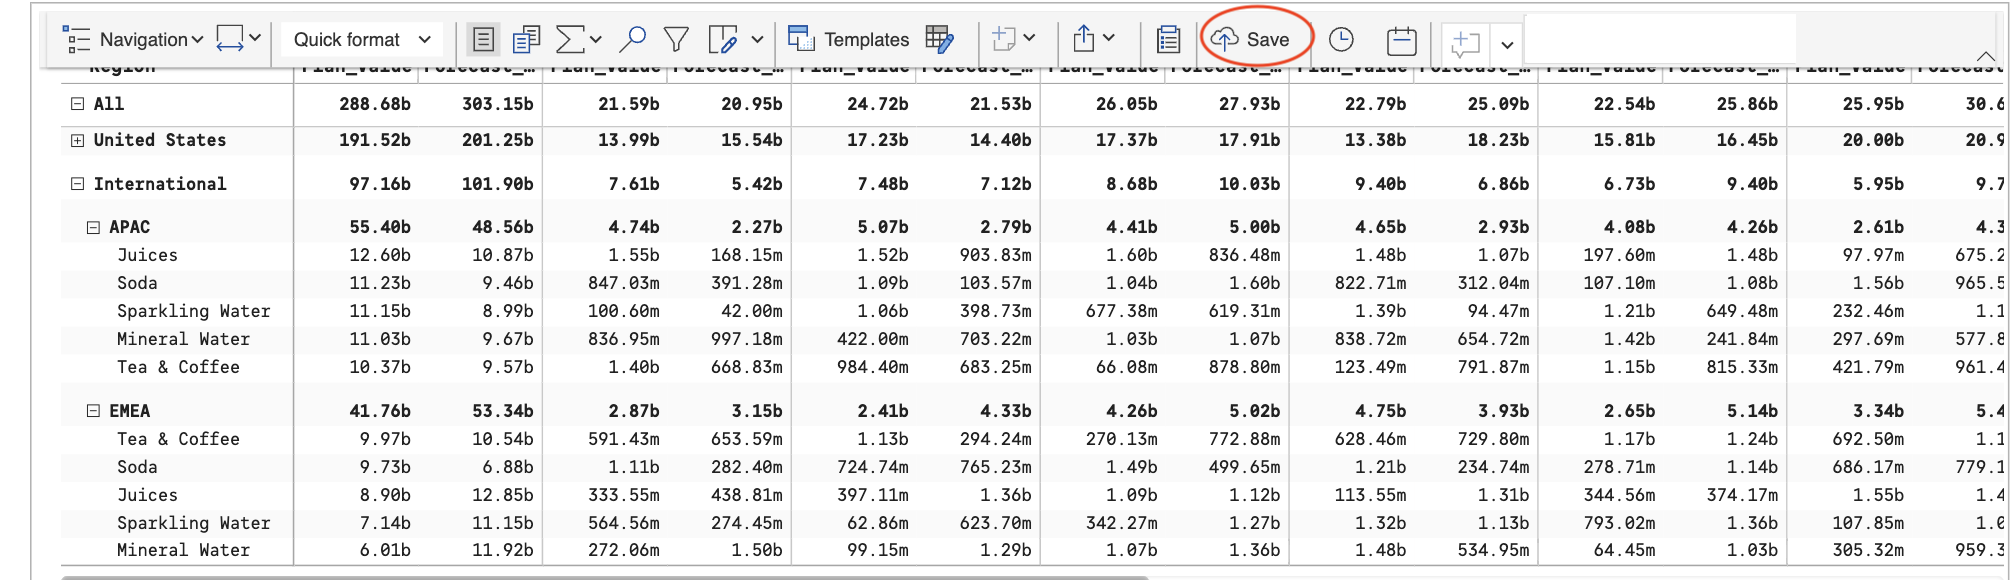 Navigation Quick format Templates Save
Region Plan_Value Forecast_… Plan_Value Forecast_… Plan_Value Forecast_… Plan_Value Forecast_… Plan_Value Forecast_… Plan_Value Forecast_… Plan_Value Forecast
All 288.68b 303.15b 21.59b 20.95b 24.72b 21.53b 26.05b 27.93b 22.79b 25.09b 22.54b 25.86b 25.95b 30.6
United States 191.52b 201.25b 13.99b 15.54b 17.23b 14.40b 17.37b 17.91b 13.38b 18.23b 15.81b 16.45b 20.00b 20.9
International 97.16b 101.90b 7.61b 5.42b 7.48b 7.12b 8.68b 10.03b 9.40b 6.86b 6.73b 9.40b 5.95b 9.7
APAC 55.40b 48.56b 4.74b 2.27b 5.07b 2.79b 4.41b 5.00b 4.65b 2.93b 4.08b 4.26b 2.61b 4.3
Juices 12.60b 10.87b 1.55b 168.15m 1.52b 903.83m 1.60b 836.48m 1.48b 1.07b 197.60m 1.48b 97.97m 675.2
Soda 11.23b 9.46b 847.03m 391.28m 1.09b 103.57m 1.04b 1.60b 822.71m 312.04m 107.10m 1.08b 1.56b 965.5
Sparkling Water 11.15b 8.99b 100.60m 42.00m 1.06b 398.73m 677.38m 619.31m 1.39b 94.47m 1.21b 649.48m 232.46m 1.1
Mineral Water 11.03b 9.67b 836.95m 997.18m 422.00m 703.22m 1.03b 1.07b 838.72m 654.72m 1.42b 241.84m 297.69m 577.8
Tea & Coffee 10.37b 9.57b 1.40b 668.83m 984.40m 683.25m 66.08m 878.80m 123.49m 791.87m 1.15b 815.33m 421.79m 961.4
EMEA 41.76b 53.34b 2.87b 3.15b 2.41b 4.33b 4.26b 5.02b 4.75b 3.93b 2.65b 5.14b 3.34b 5.4
Tea & Coffee 9.97b 10.54b 591.43m 653.59m 1.13b 294.24m 270.13m 772.88m 628.46m 729.80m 1.17b 1.24b 692.50m 1.1
Soda 9.73b 6.88b 1.11b 282.40m 724.74m 765.23m 1.49b 499.65m 1.21b 234.74m 278.71m 1.14b 686.17m 779.1
Juices 8.90b 12.85b 333.55m 438.81m 397.11m 1.36b 1.09b 1.12b 113.55m 1.31b 344.56m 374.17m 1.55b 1.4
Sparkling Water 7.14b 11.15b 564.56m 274.45m 62.86m 623.70m 342.27m 1.27b 1.32b 1.13b 793.02m 1.36b 107.85m 1.0
Mineral Water 6.01b 11.92b 272.06m 1.50b 99.15m 1.29b 1.07b 1.36b 1.48b 534.95m 64.45m 1.03b 305.32m 959.3